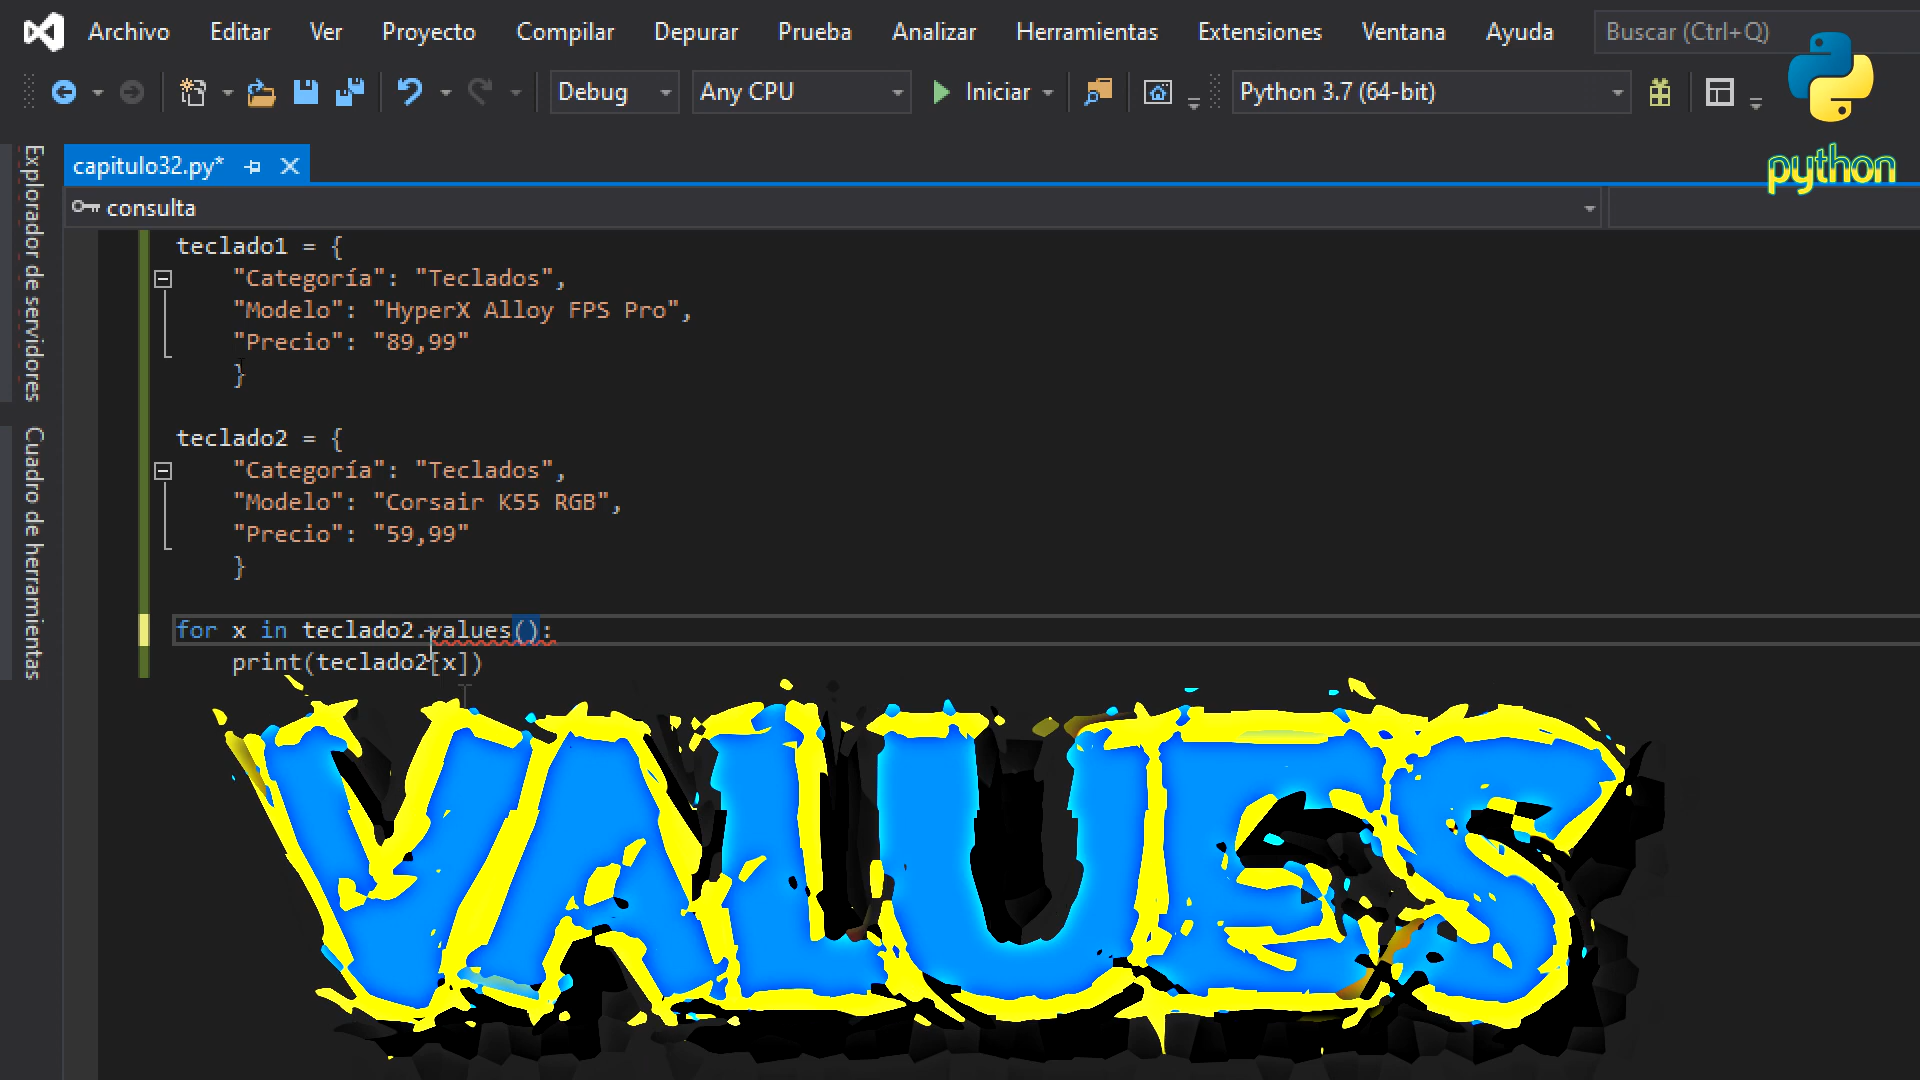 Archivo Editar Ver Proyecto Compilar Depurar Prueba Analizar Herramientas Extensiones Ventana Ayuda Buscar (Ctrl+Q)
Debug Any CPU Iniciar Python 3.7 (64-bit)
python
Explorador de servidores
Cuadro de herramientas
capitulo32.py*
consulta
teclado1 = {
"Categoría": "Teclados",
"Modelo": "HyperX Alloy FPS Pro",
"Precio": "89,99"
}
teclado2 = {
"Categoría": "Teclados",
"Modelo": "Corsair K55 RGB",
"Precio": "59,99"
}
for x in teclado2.values():
print(teclado2[x])
VALUES